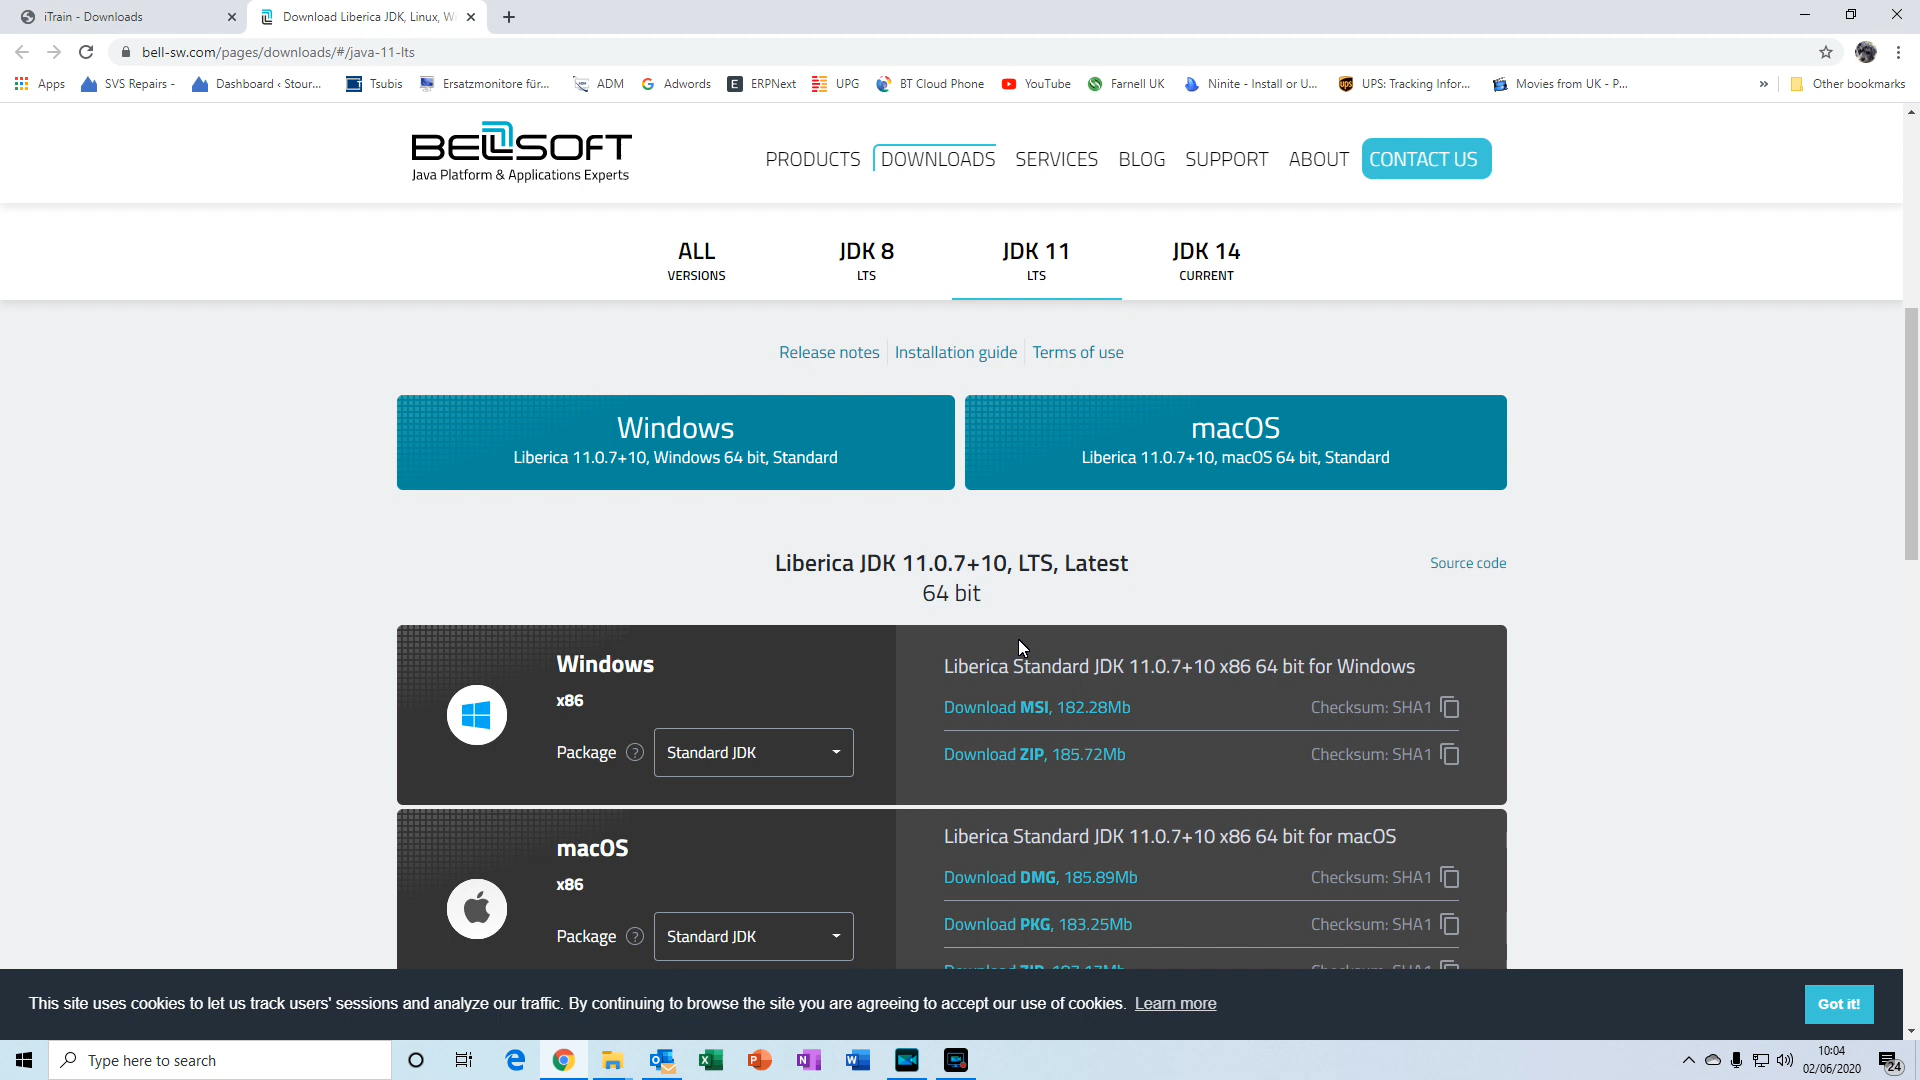 iTrain - Downloads
Download Liberica JDK, Linux, Wi
bell-sw.com/pages/downloads/#/java-11-lts
Apps
SVS Repairs -
Dashboard ‹ Stour...
Tsubis
Ersatzmonitore für...
ADM
Adwords
ERPNext
UPG
BT Cloud Phone
YouTube
Farnell UK
Ninite - Install or U...
UPS: Tracking Infor...
Movies from UK - P...
»
Other bookmarks
BELLSOFT
Java Platform & Applications Experts
PRODUCTS
DOWNLOADS
SERVICES
BLOG
SUPPORT
ABOUT
CONTACT US
ALL
VERSIONS
JDK 8
LTS
JDK 11
LTS
JDK 14
CURRENT
Release notes
Installation guide
Terms of use
Windows
Liberica 11.0.7+10, Windows 64 bit, Standard
macOS
Liberica 11.0.7+10, macOS 64 bit, Standard
Liberica JDK 11.0.7+10, LTS, Latest
64 bit
Source code
Windows
x86
Package ?
Standard JDK
Liberica Standard JDK 11.0.7+10 x86 64 bit for Windows
Download MSI, 182.28Mb
Checksum: SHA1
Download ZIP, 185.72Mb
Checksum: SHA1
macOS
x86
Package ?
Standard JDK
Liberica Standard JDK 11.0.7+10 x86 64 bit for macOS
Download DMG, 185.89Mb
Checksum: SHA1
Download PKG, 183.25Mb
Checksum: SHA1
This site uses cookies to let us track users' sessions and analyze our traffic. By continuing to browse the site you are agreeing to accept our use of cookies. Learn more
Got it!
Type here to search
10:04
02/06/2020
24